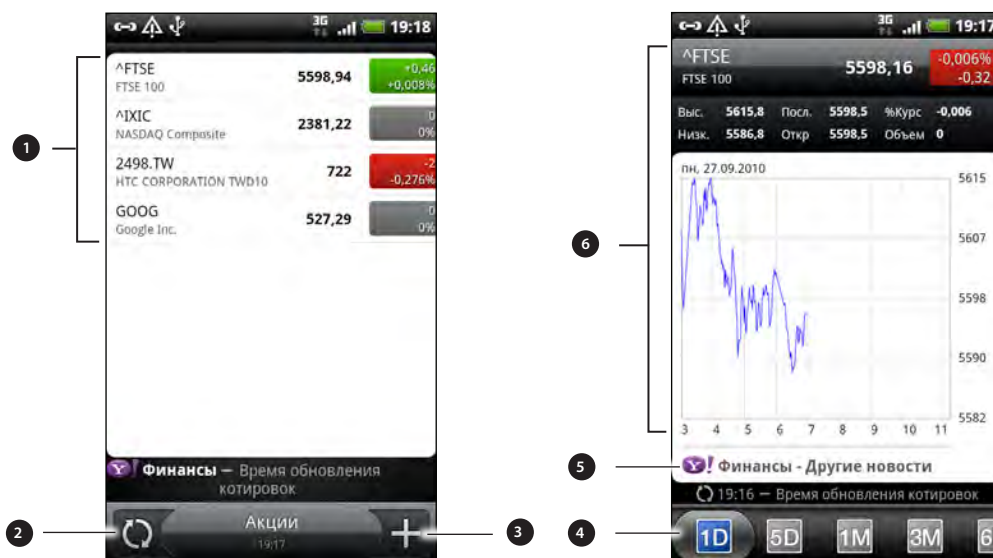 3G 19:18
^FTSE 5598,94 +0,46
FTSE 100 +0,008%
^IXIC 2381,22 0
NASDAQ Composite 0%
2498.TW 722 -2
HTC CORPORATION TWD10 -0,276%
GOOG 527,29 0
Google Inc. 0%
Y! Финансы — Время обновления
котировок
Акции
19:17
1
2
3
3G 19:17
^FTSE 5598,16 -0,006%
FTSE 100 -0,32
Выс. 5615,8 Посл. 5598,5 %Курс -0,006
Низк. 5586,8 Откр 5598,5 Объем 0
пн, 27.09.2010
5615
5607
5598
5590
5582
3 4 5 6 7 8 9 10 11
Y! Финансы - Другие новости
19:16 — Время обновления котировок
1D 5D 1M 3M 6
6
5
4